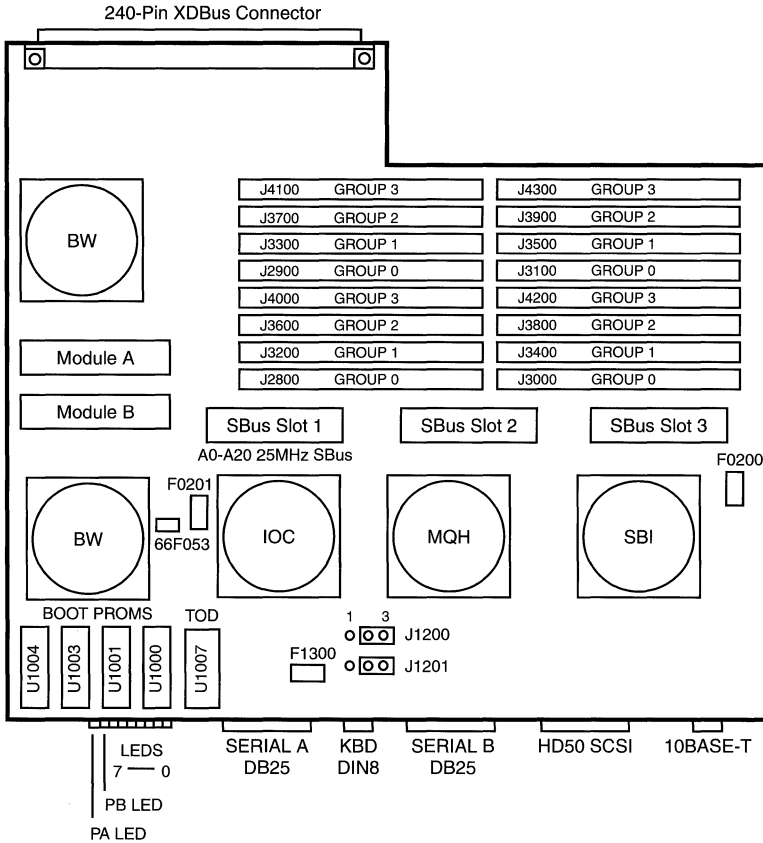 240-Pin XDBus Connector
BW
J4100 GROUP 3
J4300 GROUP 3
J3700 GROUP 2
J3900 GROUP 2
J3300 GROUP 1
J3500 GROUP 1
J2900 GROUP 0
J3100 GROUP 0
J4000 GROUP 3
J4200 GROUP 3
J3600 GROUP 2
J3800 GROUP 2
J3200 GROUP 1
J3400 GROUP 1
J2800 GROUP 0
J3000 GROUP 0
Module A
Module B
SBus Slot 1
SBus Slot 2
SBus Slot 3
A0-A20 25MHz SBus
F0200
F0201
66F053
BW
IOC
MQH
SBI
BOOT PROMS
TOD
U1004
U1003
U1001
U1000
U1007
F1300
1 3
J1200
J1201
LEDS
7 — 0
PB LED
PA LED
SERIAL A
DB25
KBD
DIN8
SERIAL B
DB25
HD50 SCSI
10BASE-T